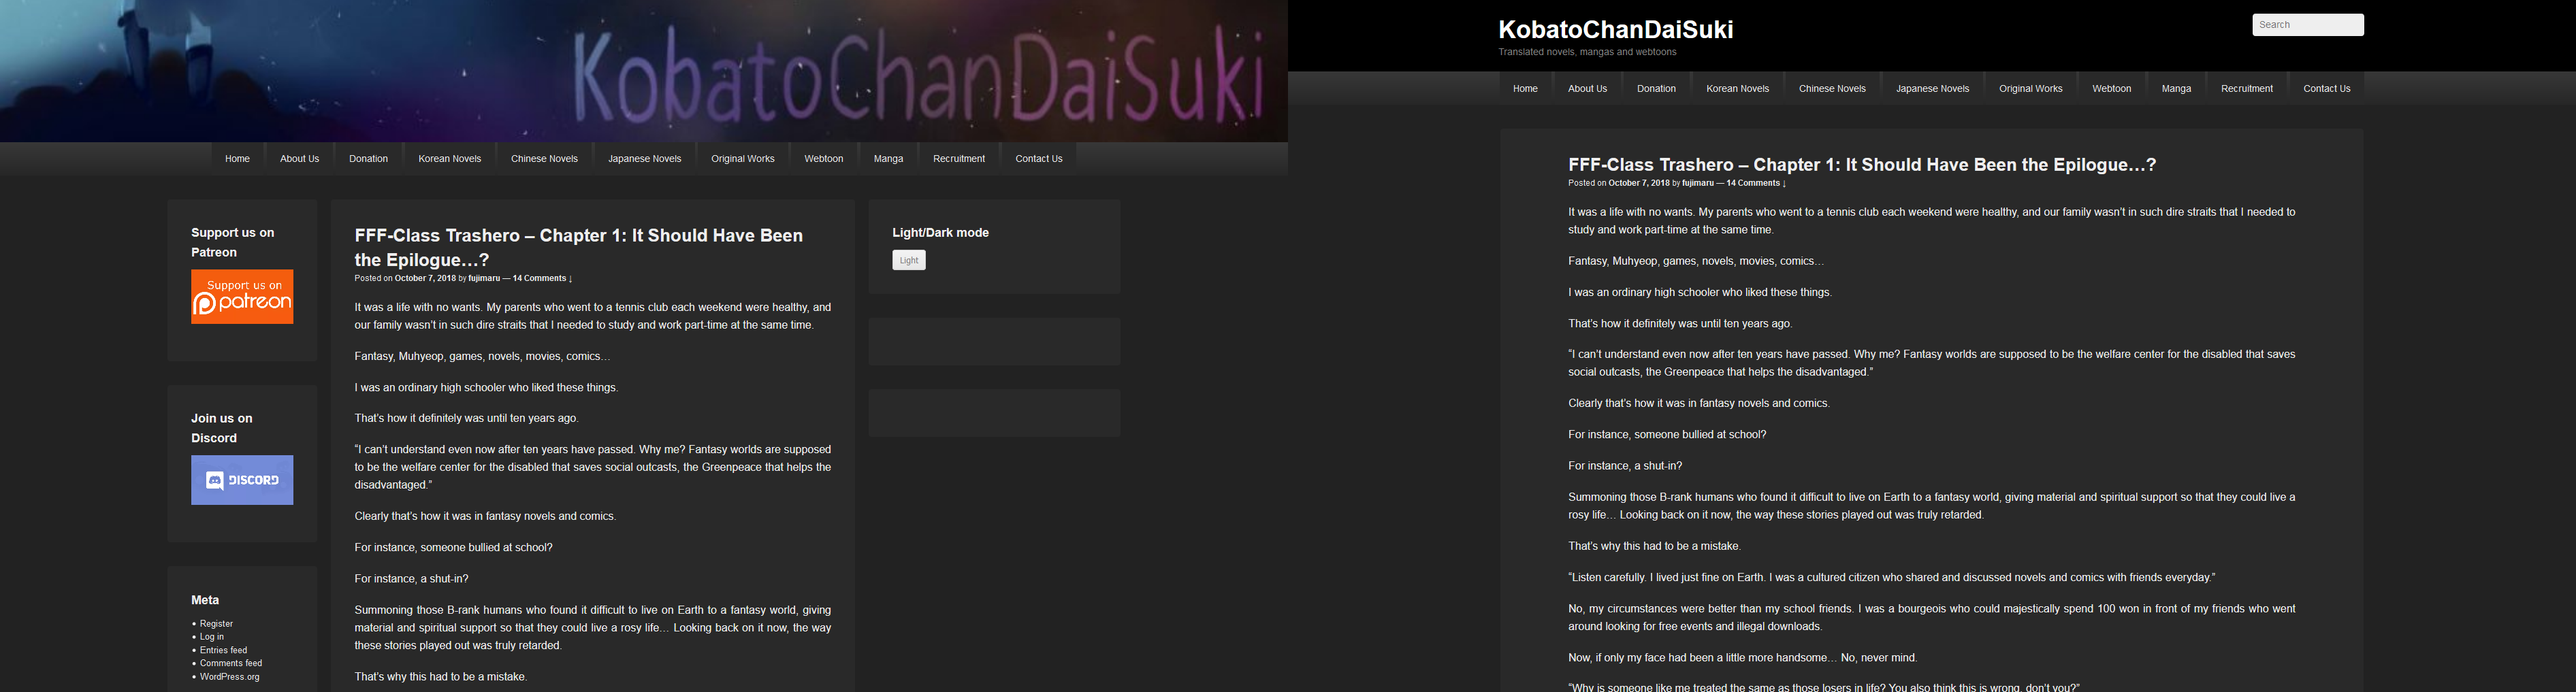 KobatoChanDaiSuki
Home About Us Donation Korean Novels Chinese Novels Japanese Novels Original Works Webtoon Manga Recruitment Contact Us
Support us on
Patreon
Support us on
patreon
Join us on
Discord
DISCORD
Meta
Register
Log in
Entries feed
Comments feed
WordPress.org
FFF-Class Trashero – Chapter 1: It Should Have Been
the Epilogue…?
Posted on October 7, 2018 by fujimaru — 14 Comments ↓
It was a life with no wants. My parents who went to a tennis club each weekend were healthy, and
our family wasn’t in such dire straits that I needed to study and work part-time at the same time.
Fantasy, Muhyeop, games, novels, movies, comics…
I was an ordinary high schooler who liked these things.
That’s how it definitely was until ten years ago.
“I can’t understand even now after ten years have passed. Why me? Fantasy worlds are supposed
to be the welfare center for the disabled that saves social outcasts, the Greenpeace that helps the
disadvantaged.”
Clearly that’s how it was in fantasy novels and comics.
For instance, someone bullied at school?
For instance, a shut-in?
Summoning those B-rank humans who found it difficult to live on Earth to a fantasy world, giving
material and spiritual support so that they could live a rosy life… Looking back on it now, the way
these stories played out was truly retarded.
That’s why this had to be a mistake.
Light/Dark mode
Light
KobatoChanDaiSuki
Translated novels, mangas and webtoons
Search
Home About Us Donation Korean Novels Chinese Novels Japanese Novels Original Works Webtoon Manga Recruitment Contact Us
FFF-Class Trashero – Chapter 1: It Should Have Been the Epilogue…?
Posted on October 7, 2018 by fujimaru — 14 Comments ↓
It was a life with no wants. My parents who went to a tennis club each weekend were healthy, and our family wasn’t in such dire straits that I needed to
study and work part-time at the same time.
Fantasy, Muhyeop, games, novels, movies, comics…
I was an ordinary high schooler who liked these things.
That’s how it definitely was until ten years ago.
“I can’t understand even now after ten years have passed. Why me? Fantasy worlds are supposed to be the welfare center for the disabled that saves
social outcasts, the Greenpeace that helps the disadvantaged.”
Clearly that’s how it was in fantasy novels and comics.
For instance, someone bullied at school?
For instance, a shut-in?
Summoning those B-rank humans who found it difficult to live on Earth to a fantasy world, giving material and spiritual support so that they could live a
rosy life… Looking back on it now, the way these stories played out was truly retarded.
That’s why this had to be a mistake.
“Listen carefully. I lived just fine on Earth. I was a cultured citizen who shared and discussed novels and comics with friends everyday.”
No, my circumstances were better than my school friends. I was a bourgeois who could majestically spend 100 won in front of my friends who went
around looking for free events and illegal downloads.
Now, if only my face had been a little more handsome… No, never mind.
“Why is someone like me treated the same as those losers in life? You also think this is wrong, don’t you?”